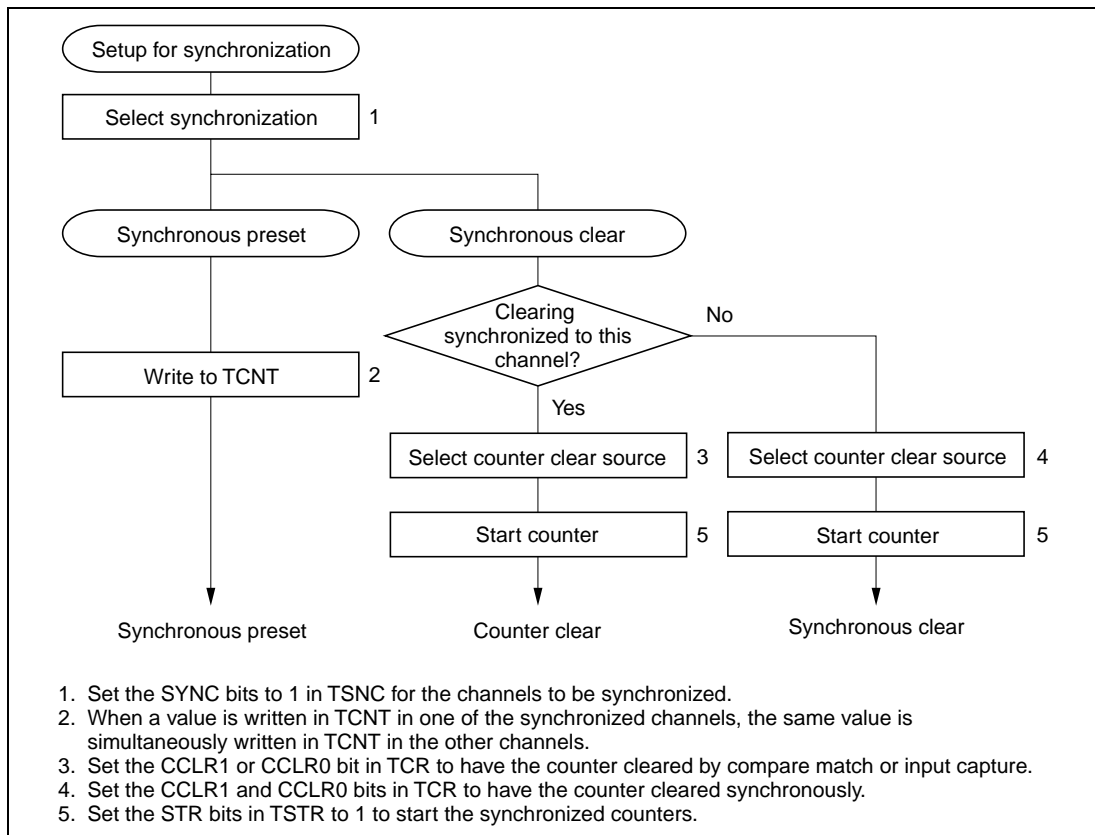 Setup for synchronization
Select synchronization 1
Synchronous preset Synchronous clear
Clearing
synchronized to this
channel?
No
Write to TCNT 2
Yes
Select counter clear source 3 Select counter clear source 4
Start counter 5 Start counter 5
Synchronous preset Counter clear Synchronous clear
1. Set the SYNC bits to 1 in TSNC for the channels to be synchronized.
2. When a value is written in TCNT in one of the synchronized channels, the same value is
simultaneously written in TCNT in the other channels.
3. Set the CCLR1 or CCLR0 bit in TCR to have the counter cleared by compare match or input capture.
4. Set the CCLR1 and CCLR0 bits in TCR to have the counter cleared synchronously.
5. Set the STR bits in TSTR to 1 to start the synchronized counters.